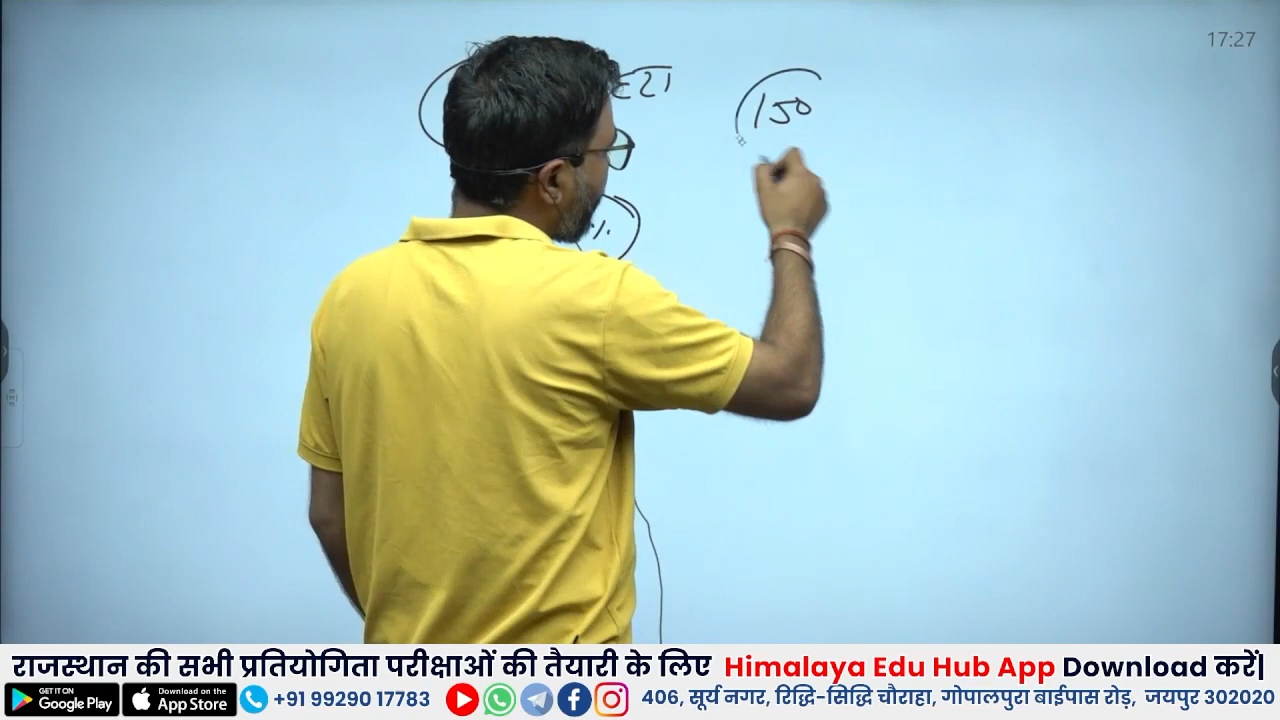 17:27
150
राजस्थान की सभी प्रतियोगिता परीक्षाओं की तैयारी के लिए Himalaya Edu Hub App Download करें|
GET IT ON
Google Play
Download on the
App Store
+91 99290 17783
406, सूर्य नगर, रिद्धि-सिद्धि चौराहा, गोपालपुरा बाईपास रोड़, जयपुर 302020